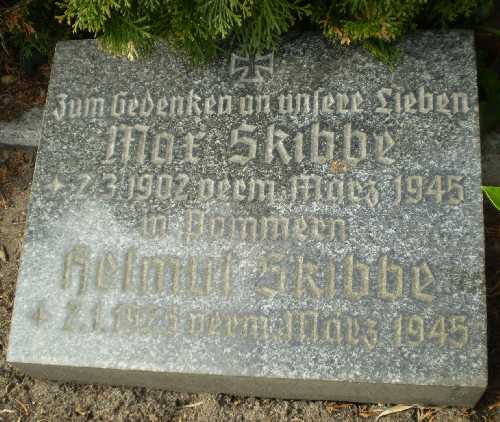 Zum Gedenken an unsere Lieben
Max Skibbe
* 7.3.1902 verm. März 1945
in Pommern
Helmut Skibbe
* 2.1.1925 verm. März 1945